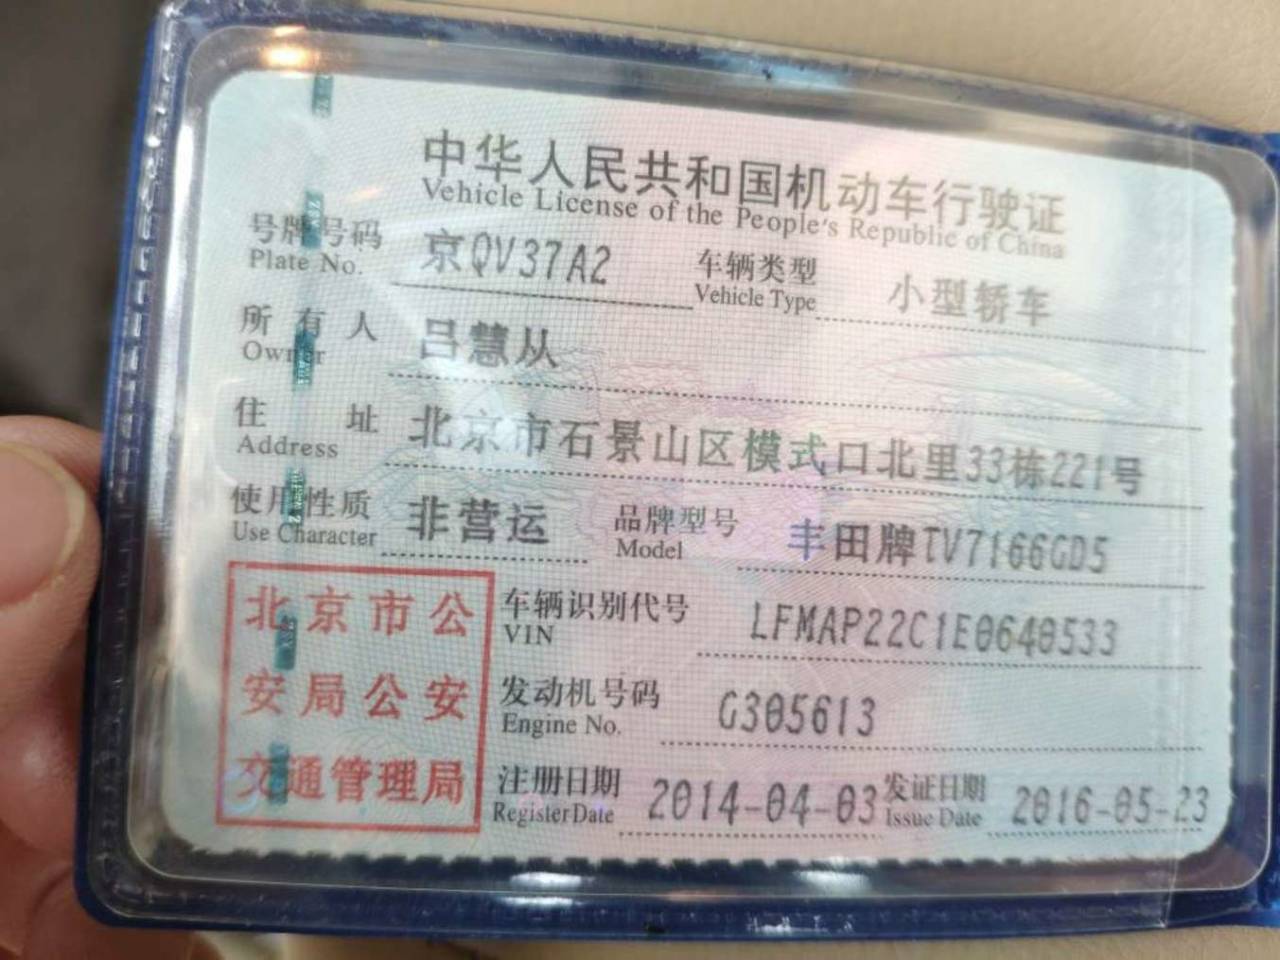 中华人民共和国机动车行驶证
Vehicle License of the People's Republic of China
号牌号码 京QV37A2 车辆类型 小型轿车
Plate No. Vehicle Type
所有人 吕慧从
Owner
住址 北京市石景山区模式口北里33栋221号
Address
使用性质 非营运 品牌型号 丰田牌TV7166GD5
Use Character Model
北京市公
安局公安
交通管理局
车辆识别代号 LFMAP22C1E0640533
VIN
发动机号码 G305613
Engine No.
注册日期 2014-04-03 发证日期 2016-05-23
Register Date Issue Date